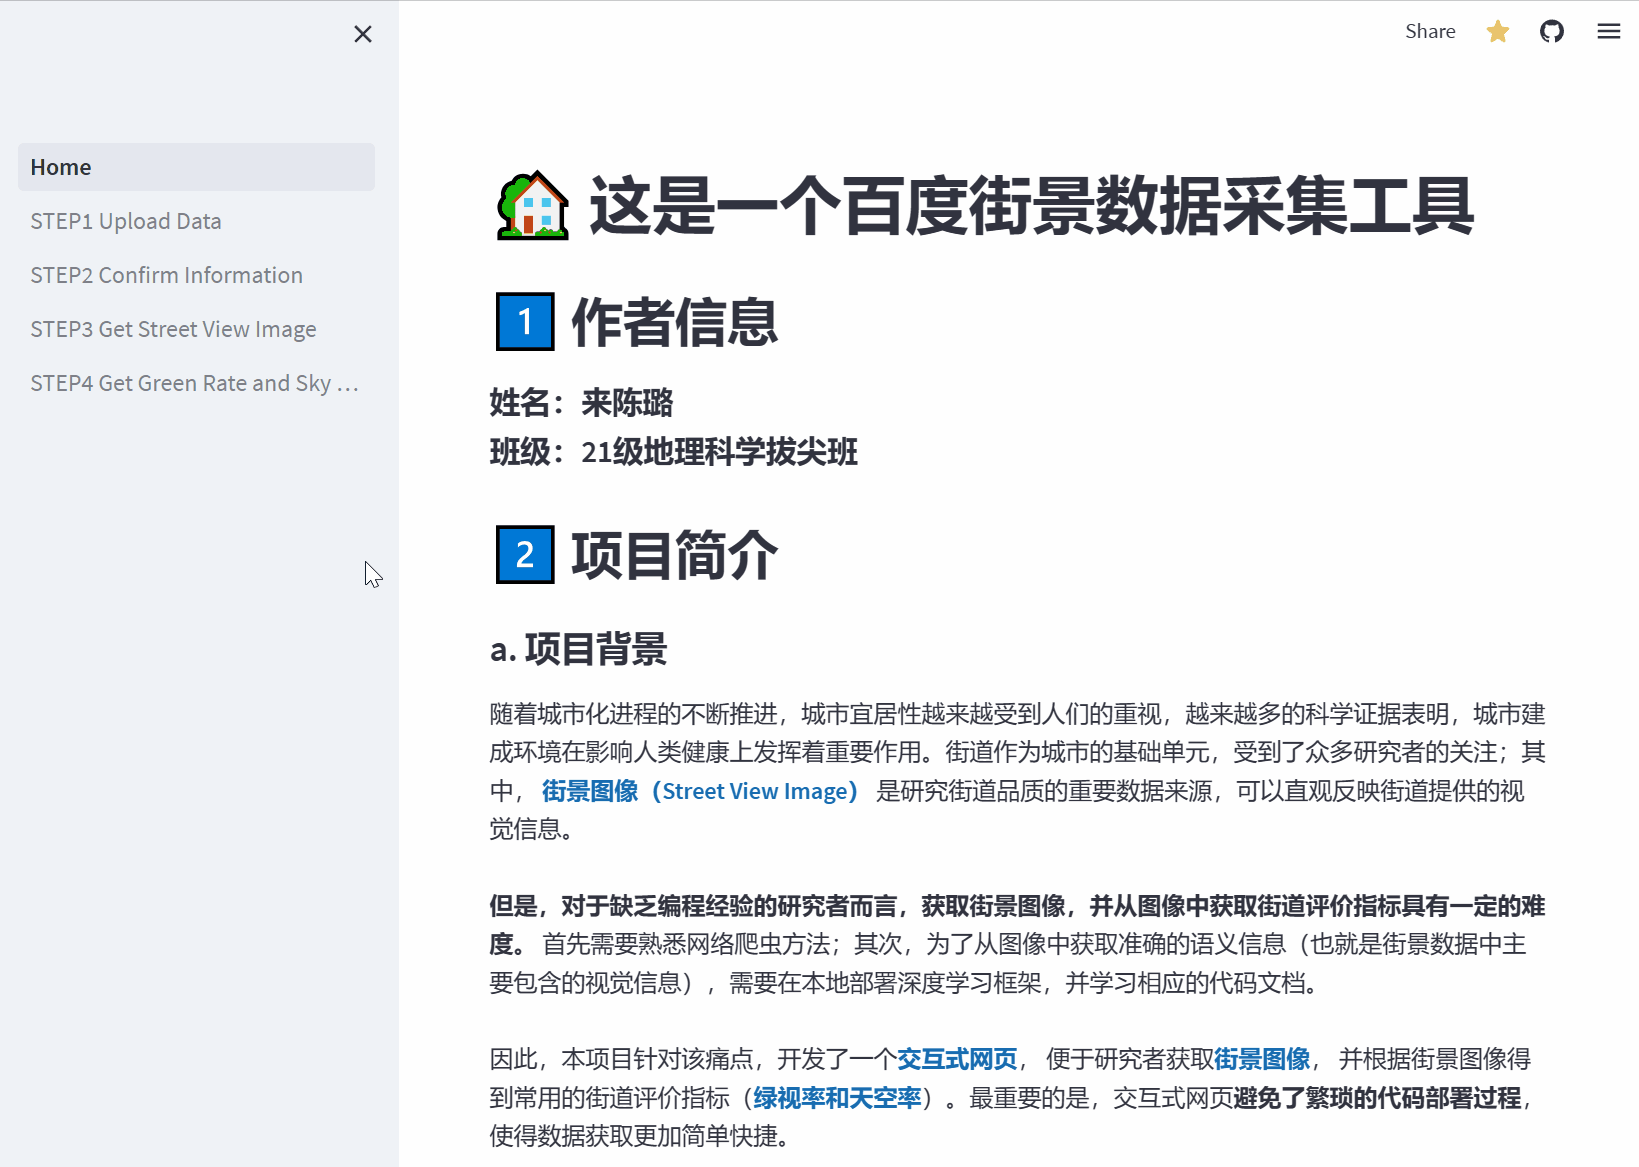 Share
Home
STEP1 Upload Data
STEP2 Confirm Information
STEP3 Get Street View Image
STEP4 Get Green Rate and Sky …
这是一个百度街景数据采集工具
1 作者信息
姓名：来陈璐
班级：21级地理科学拔尖班
2 项目简介
a. 项目背景
随着城市化进程的不断推进，城市宜居性越来越受到人们的重视，越来越多的科学证据表明，城市建
成环境在影响人类健康上发挥着重要作用。街道作为城市的基础单元，受到了众多研究者的关注；其
中， 街景图像（Street View Image） 是研究街道品质的重要数据来源，可以直观反映街道提供的视
觉信息。
但是，对于缺乏编程经验的研究者而言，获取街景图像，并从图像中获取街道评价指标具有一定的难
度。 首先需要熟悉网络爬虫方法；其次，为了从图像中获取准确的语义信息（也就是街景数据中主
要包含的视觉信息），需要在本地部署深度学习框架，并学习相应的代码文档。
因此，本项目针对该痛点，开发了一个交互式网页， 便于研究者获取街景图像， 并根据街景图像得
到常用的街道评价指标（绿视率和天空率）。最重要的是，交互式网页避免了繁琐的代码部署过程，
使得数据获取更加简单快捷。